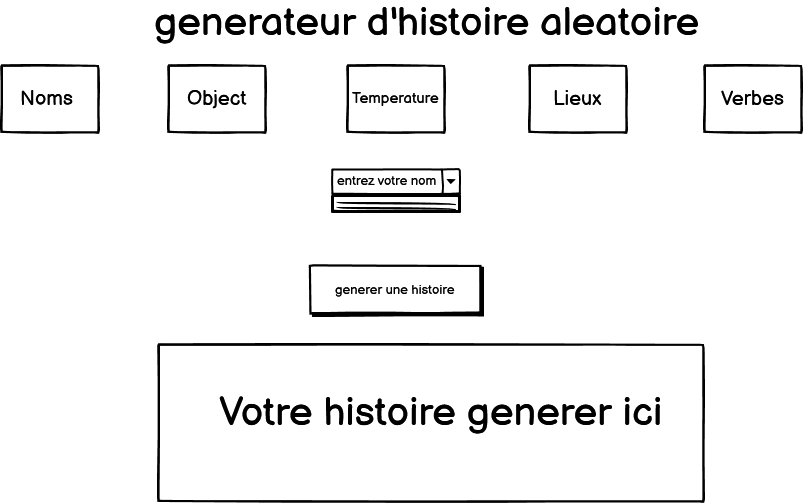 generateur d'histoire aleatoire
Noms
Object
Temperature
Lieux
Verbes
entrez votre nom
generer une histoire
Votre histoire generer ici